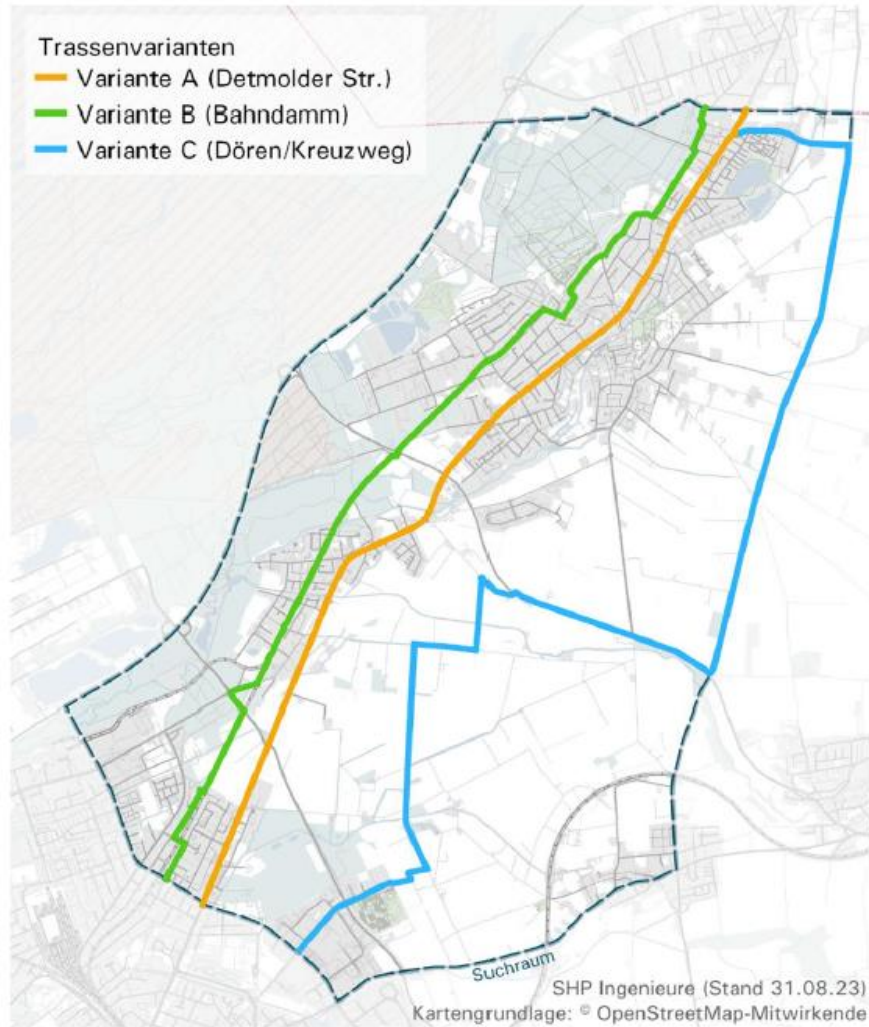 Trassenvarianten
Variante A (Detmolder Str.)
Variante B (Bahndamm)
Variante C (Dören/Kreuzweg)
Suchraum
SHP Ingenieure (Stand 31.08.23)
Kartengrundlage: © OpenStreetMap-Mitwirkende